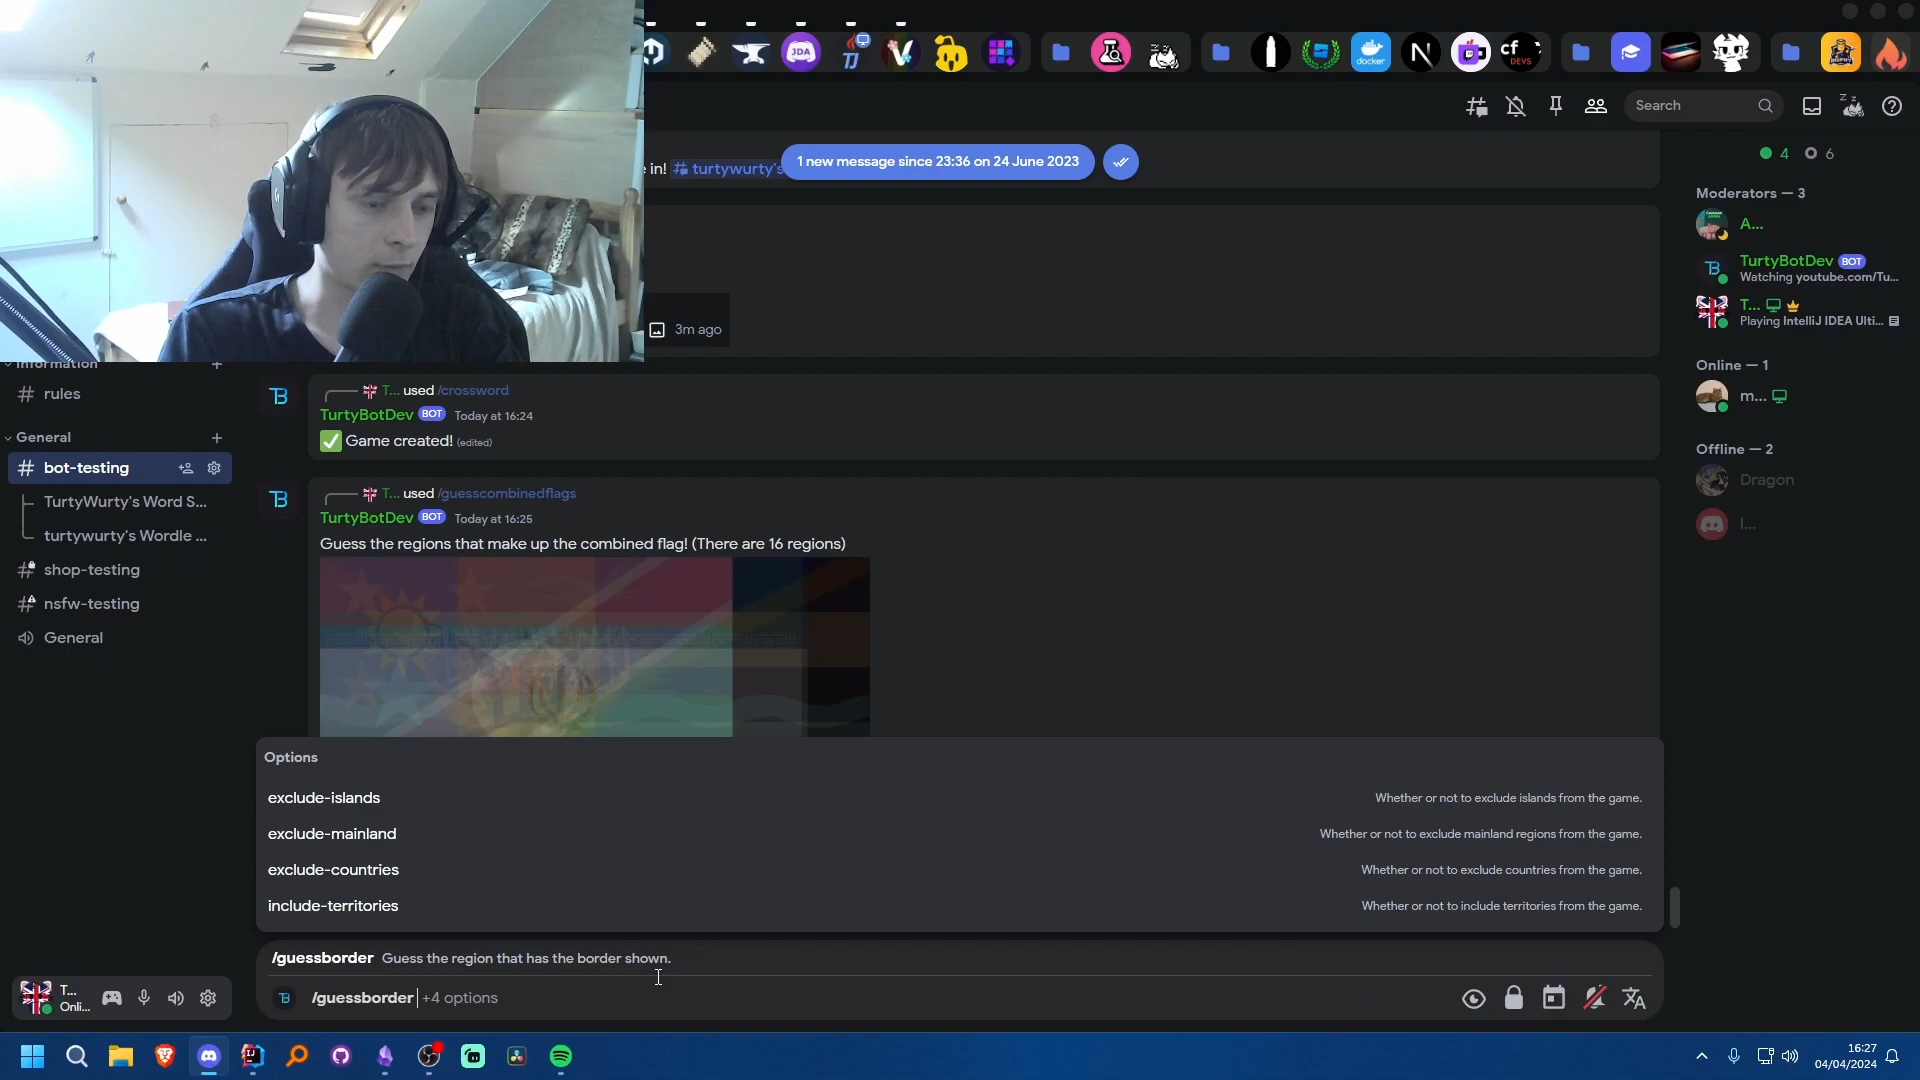 JDA
TJ
docker
N
cf
DEVS
Search
e in! turtywurty's
1 new message since 23:36 on 24 June 2023
4 6
Moderators — 3
A...
TurtyBotDev BOT
Watching youtube.com/Tu...
T...
Playing IntelliJ IDEA Ulti...
Online — 1
m...
Offline — 2
Dragon
I...
3m ago
Information
# rules
General
# bot-testing
TurtyWurty's Word S...
turtywurty's Wordle ...
shop-testing
nsfw-testing
General
T... used /crossword
TurtyBotDev BOT Today at 16:24
Game created! (edited)
T... used /guesscombinedflags
TurtyBotDev BOT Today at 16:25
Guess the regions that make up the combined flag! (There are 16 regions)
Options
exclude-islands Whether or not to exclude islands from the game.
exclude-mainland Whether or not to exclude mainland regions from the game.
exclude-countries Whether or not to exclude countries from the game.
include-territories Whether or not to include territories from the game.
/guessborder Guess the region that has the border shown.
/guessborder +4 options
T...
Onli...
16:27
04/04/2024